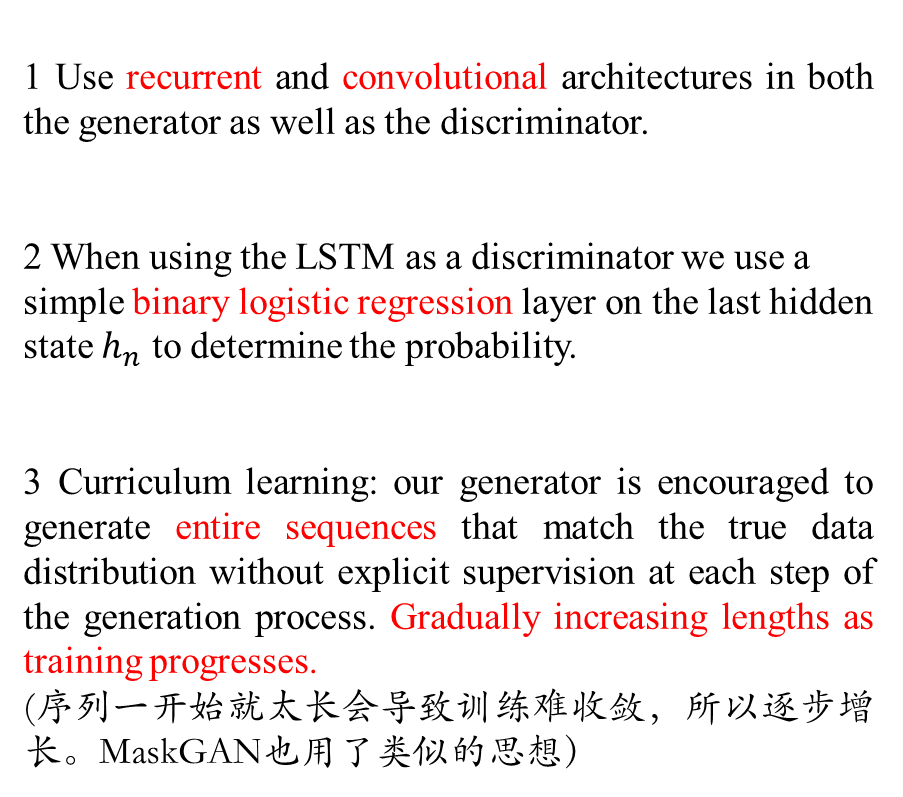 1 Use recurrent and convolutional architectures in both
the generator as well as the discriminator.
2 When using the LSTM as a discriminator we use a
simple binary logistic regression layer on the last hidden
state hₙ to determine the probability.
3 Curriculum learning: our generator is encouraged to
generate entire sequences that match the true data
distribution without explicit supervision at each step of
the generation process. Gradually increasing lengths as
training progresses.
(序列一开始就太长会导致训练难收敛，所以逐步增
长。MaskGAN也用了类似的思想)